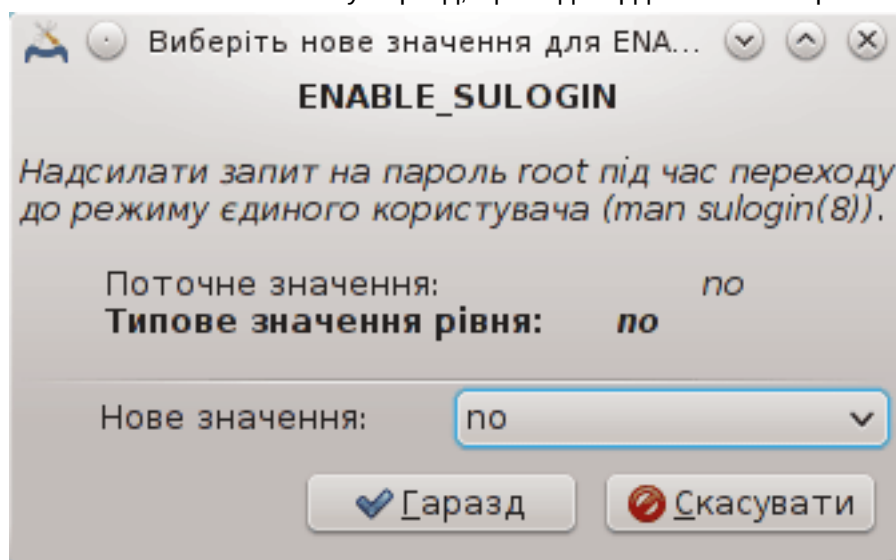 Виберіть нове значення для ENA...
ENABLE_SULOGIN
Надсилати запит на пароль root під час переходу
до режиму єдиного користувача (man sulogin(8)).
Поточне значення: no
Типове значення рівня: no
Нове значення: no
Гаразд Скасувати